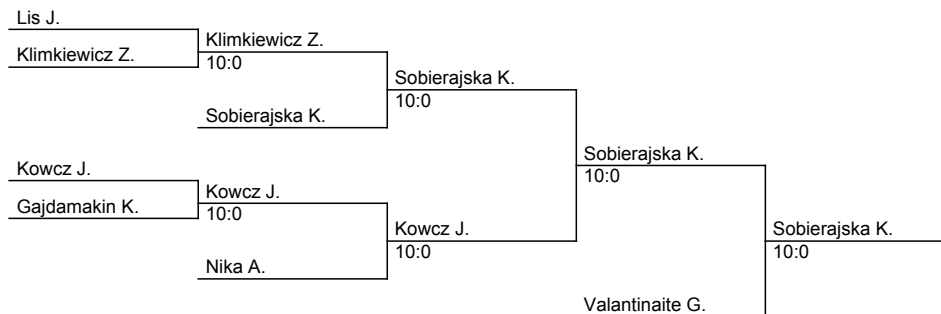 Lis J.
Klimkiewicz Z.
Klimkiewicz Z.
10:0
Sobierajska K.
Sobierajska K.
10:0
Kowcz J.
Gajdamakin K.
Kowcz J.
10:0
Nika A.
Kowcz J.
10:0
Sobierajska K.
10:0
Valantinaite G.
Sobierajska K.
10:0